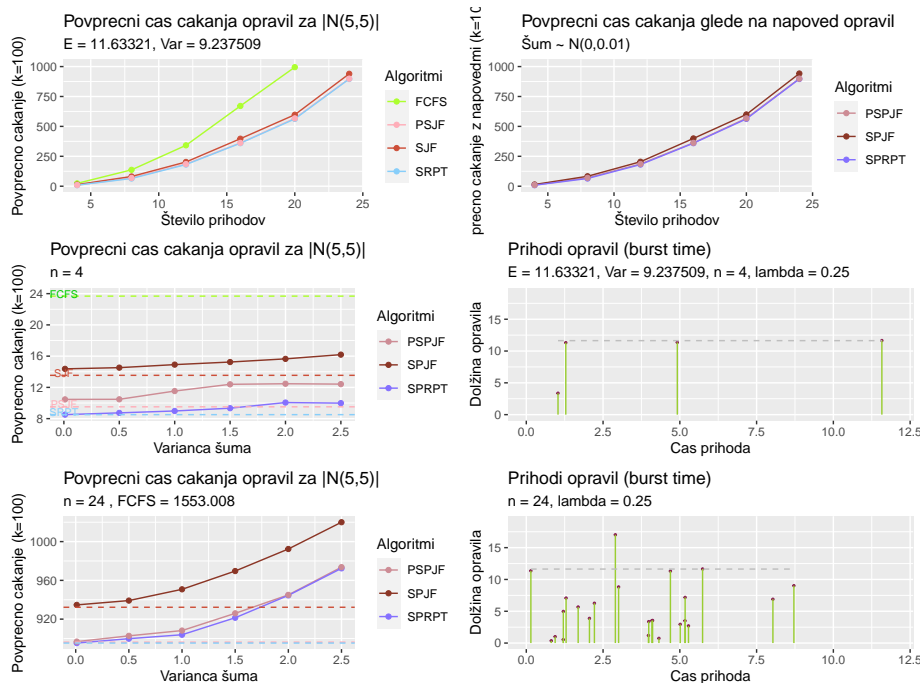 Povprecni cas cakanja opravil za |N(5,5)|
E = 11.63321, Var = 9.237509
Povprecno cakanje (k=100)
1000
750
500
250
0
5
10
15
20
25
Število prihodov
Algoritmi
FCFS
PSJF
SJF
SRPT
Povprecni cas cakanja glede na napoved opravil
Šum ~ N(0,0.01)
precno cakanje z napovedmi (k=10
1000
750
500
250
0
5
10
15
20
25
Število prihodov
Algoritmi
PSPJF
SPJF
SPRPT
Povprecni cas cakanja opravil za |N(5,5)|
n = 4
Povprecno cakanje (k=100)
24
20
16
12
8
FCFS
SJF
PSJF
SRPT
0.0
0.5
1.0
1.5
2.0
2.5
Varianca šuma
Algoritmi
PSPJF
SPJF
SPRPT
Prihodi opravil (burst time)
E = 11.63321, Var = 9.237509, n = 4, lambda = 0.25
Dolžina opravila
15
10
5
0
0.0
2.5
5.0
7.5
10.0
12.5
Cas prihoda
Povprecni cas cakanja opravil za |N(5,5)|
n = 24 , FCFS = 1553.008
Povprecno cakanje (k=100)
1000
960
920
0.0
0.5
1.0
1.5
2.0
2.5
Varianca šuma
Algoritmi
PSPJF
SPJF
SPRPT
Prihodi opravil (burst time)
n = 24, lambda = 0.25
Dolžina opravila
15
10
5
0
0.0
2.5
5.0
7.5
10.0
12.5
Cas prihoda